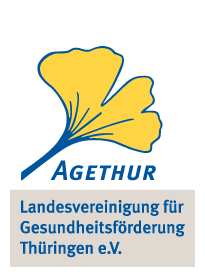 AGETHUR
Landesvereinigung für
Gesundheitsförderung
Thüringen e.V.